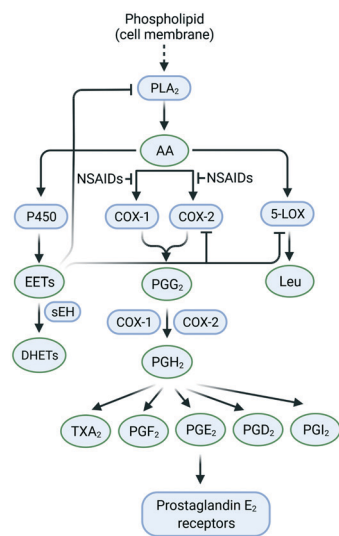 Phospholipid
(cell membrane)
PLA₂
AA
NSAIDs
NSAIDs
P450
COX-1
COX-2
5-LOX
EETs
PGG₂
Leu
sEH
COX-1
COX-2
DHETs
PGH₂
TXA₂
PGF₂
PGE₂
PGD₂
PGI₂
Prostaglandin E₂
receptors